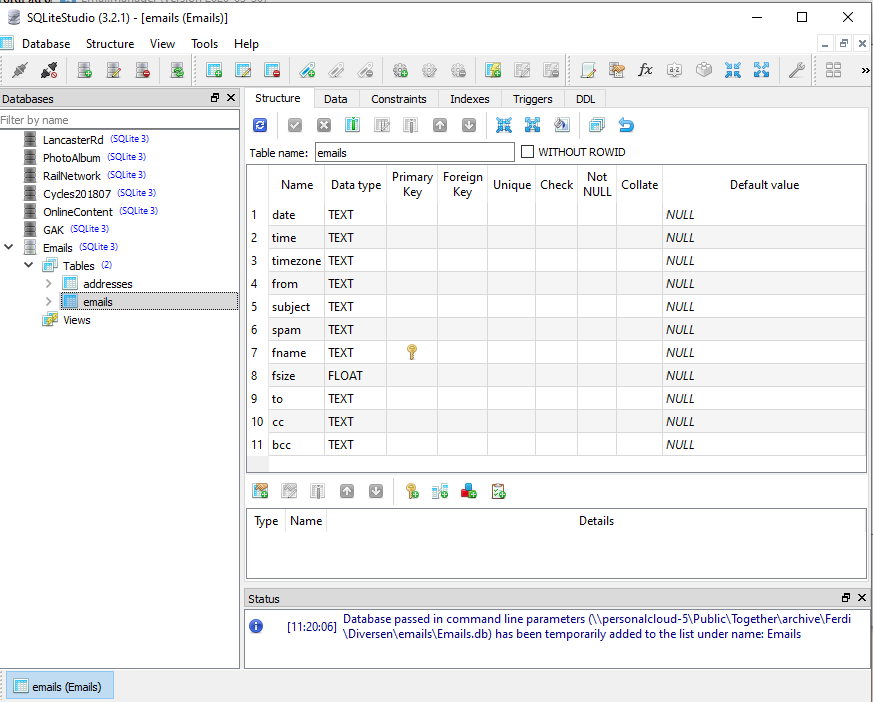 SQLiteStudio (3.2.1) - [emails (Emails)]
Database Structure View Tools Help
Databases
Filter by name
LancasterRd (SQLite 3)
PhotoAlbum (SQLite 3)
RailNetwork (SQLite 3)
Cycles201807 (SQLite 3)
OnlineContent (SQLite 3)
GAK (SQLite 3)
Emails (SQLite 3)
Tables (2)
addresses
emails
Views
Structure Data Constraints Indexes Triggers DDL
Table name: emails WITHOUT ROWID
Name Data type Primary Key Foreign Key Unique Check Not NULL Collate Default value
1 date TEXT NULL
2 time TEXT NULL
3 timezone TEXT NULL
4 from TEXT NULL
5 subject TEXT NULL
6 spam TEXT NULL
7 fname TEXT NULL
8 fsize FLOAT NULL
9 to TEXT NULL
10 cc TEXT NULL
11 bcc TEXT NULL
Type Name Details
Status
[11:20:06] Database passed in command line parameters (\\personalcloud-5\Public\Together\archive\Ferdi
\Diversen\emails\Emails.db) has been temporarily added to the list under name: Emails
emails (Emails)